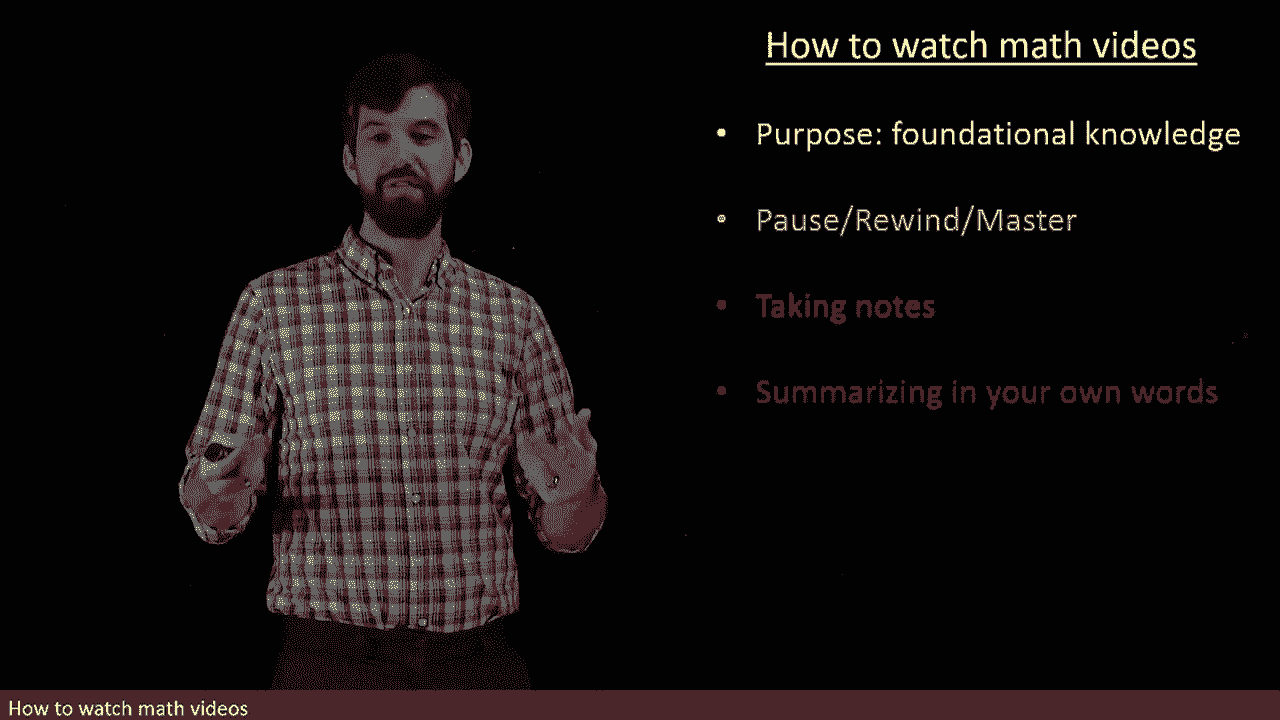 How to watch math videos
• Purpose: foundational knowledge
• Pause/Rewind/Master
• Taking notes
• Summarizing in your own words
How to watch math videos